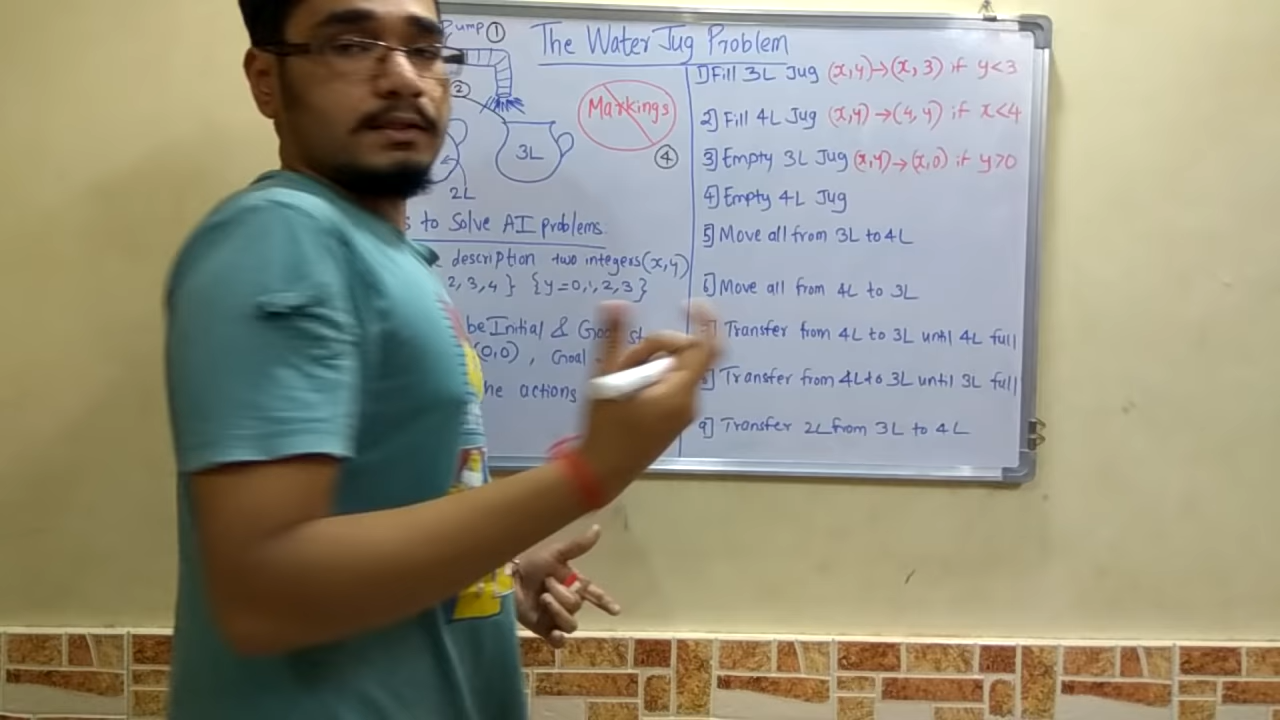 Pump ①
The Water Jug Problem
②
Markings
3L
④
2L
to Solve AI problems.
description two integers (x,y)
2,3,4} {y=0,1,2,3}
be Initial & Goal st
(0,0), Goal
the actions
1) Fill 3L Jug (x,y)→(x,3) if y<3
2] Fill 4L Jug (x,y)→(4,y) if x<4
3] Empty 3L Jug (x,y)→(x,0) if y>0
4] Empty 4L Jug
5] Move all from 3L to 4L
6] Move all from 4L to 3L
Transfer from 4L to 3L until 4L full
8] Transfer from 4L to 3L until 3L full
9] Transfer 2L from 3L to 4L